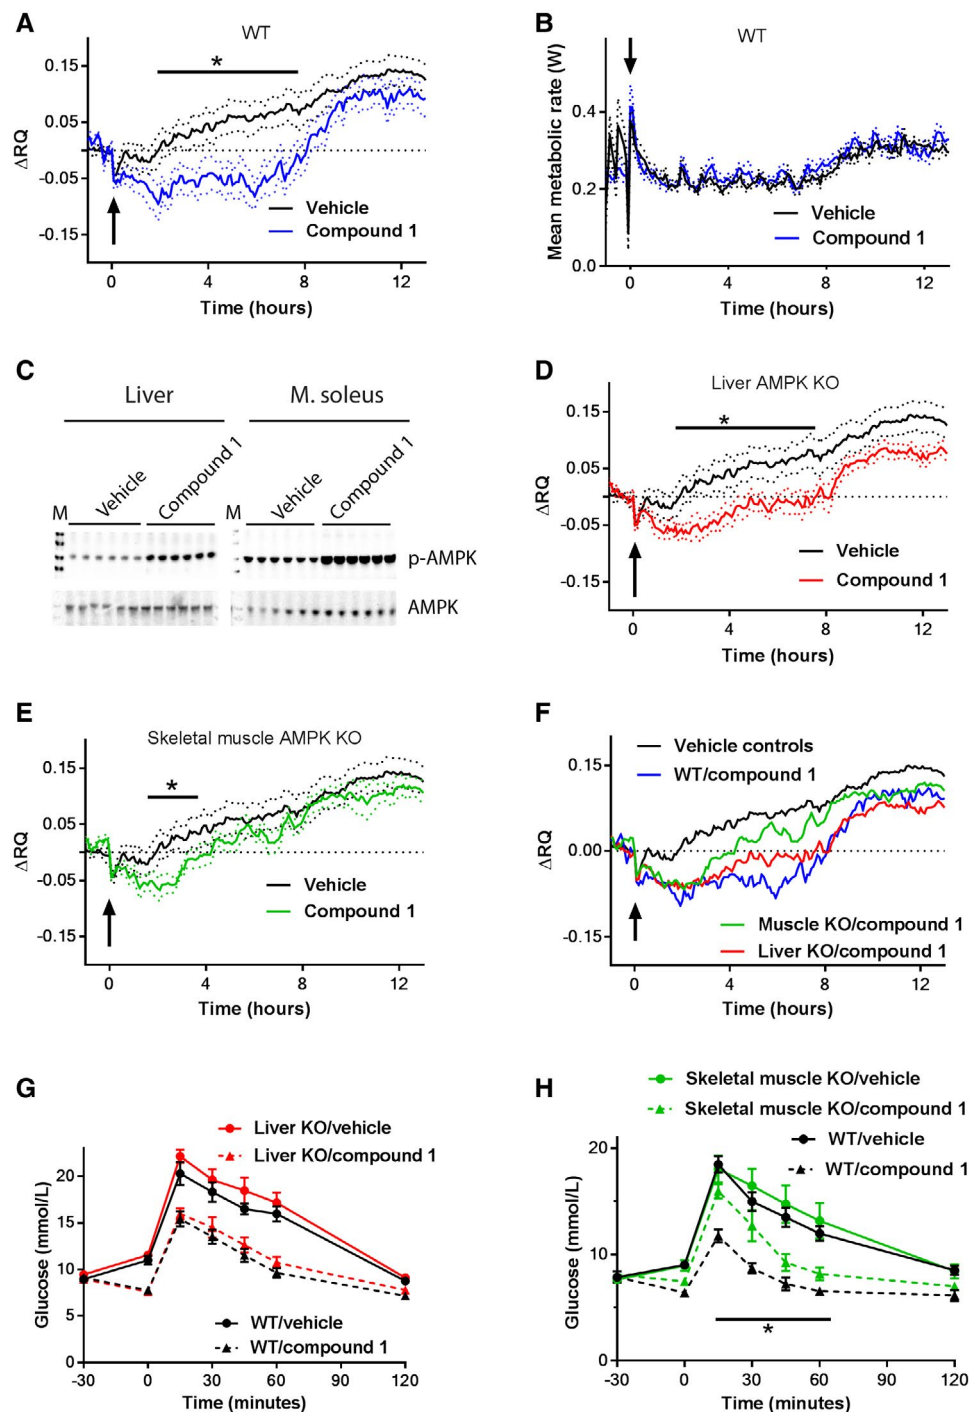 A
WT
*
ΔRQ
0.15
0.05
-0.05
-0.15
Vehicle
Compound 1
0 4 8 12
Time (hours)
B
WT
Mean metabolic rate (W)
0.4
0.2
0.0
Vehicle
Compound 1
0 4 8 12
Time (hours)
C
Liver M. soleus
M Vehicle Compound 1 M Vehicle Compound 1
p-AMPK
AMPK
D
Liver AMPK KO
*
ΔRQ
0.15
0.05
-0.05
-0.15
Vehicle
Compound 1
0 4 8 12
Time (hours)
E
Skeletal muscle AMPK KO
*
ΔRQ
0.15
0.05
-0.05
-0.15
Vehicle
Compound 1
0 4 8 12
Time (hours)
F
Vehicle controls
WT/compound 1
ΔRQ
0.15
0.00
-0.15
Muscle KO/compound 1
Liver KO/compound 1
0 4 8 12
Time (hours)
G
Liver KO/vehicle
Liver KO/compound 1
Glucose (mmol/L)
20
15
10
5
0
WT/vehicle
WT/compound 1
-30 0 30 60 90 120
Time (minutes)
H
Skeletal muscle KO/vehicle
Skeletal muscle KO/compound 1
WT/vehicle
WT/compound 1
Glucose (mmol/L)
20
10
0
*
-30 0 30 60 90 120
Time (minutes)